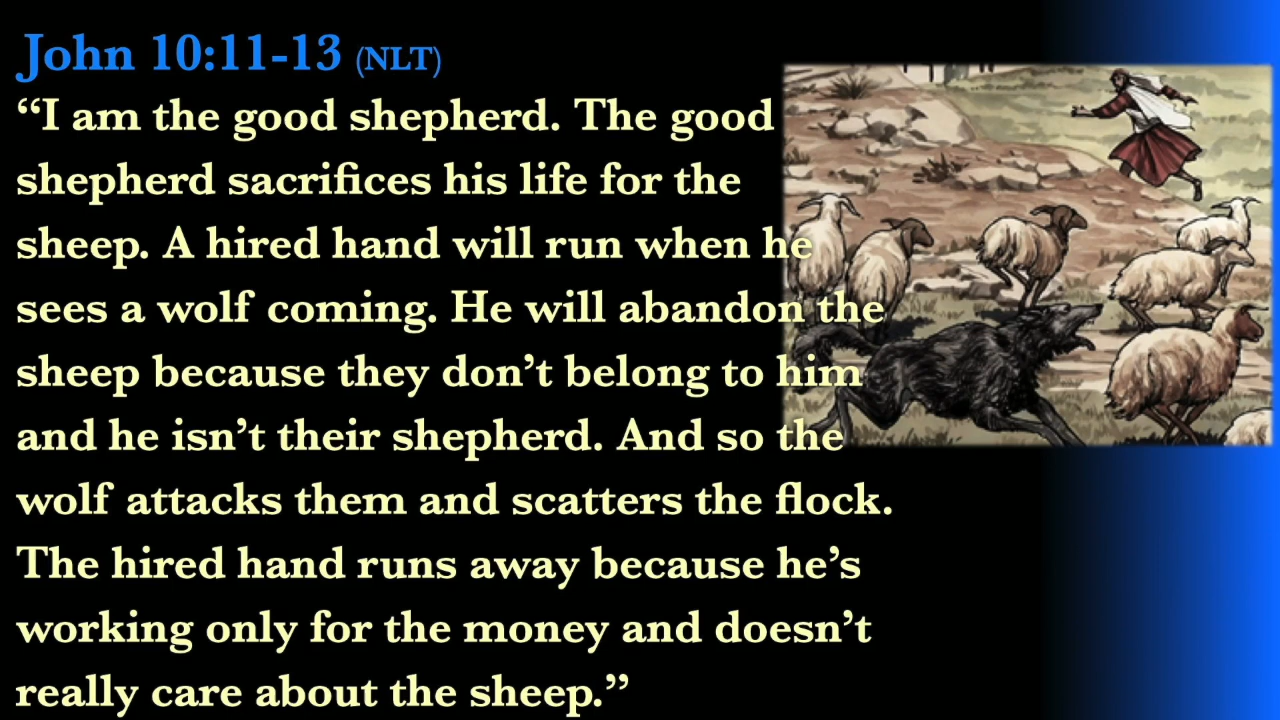 John 10:11-13 (NLT)
“I am the good shepherd. The good
shepherd sacrifices his life for the
sheep. A hired hand will run when he
sees a wolf coming. He will abandon the
sheep because they don’t belong to him
and he isn’t their shepherd. And so the
wolf attacks them and scatters the flock.
The hired hand runs away because he’s
working only for the money and doesn’t
really care about the sheep.”